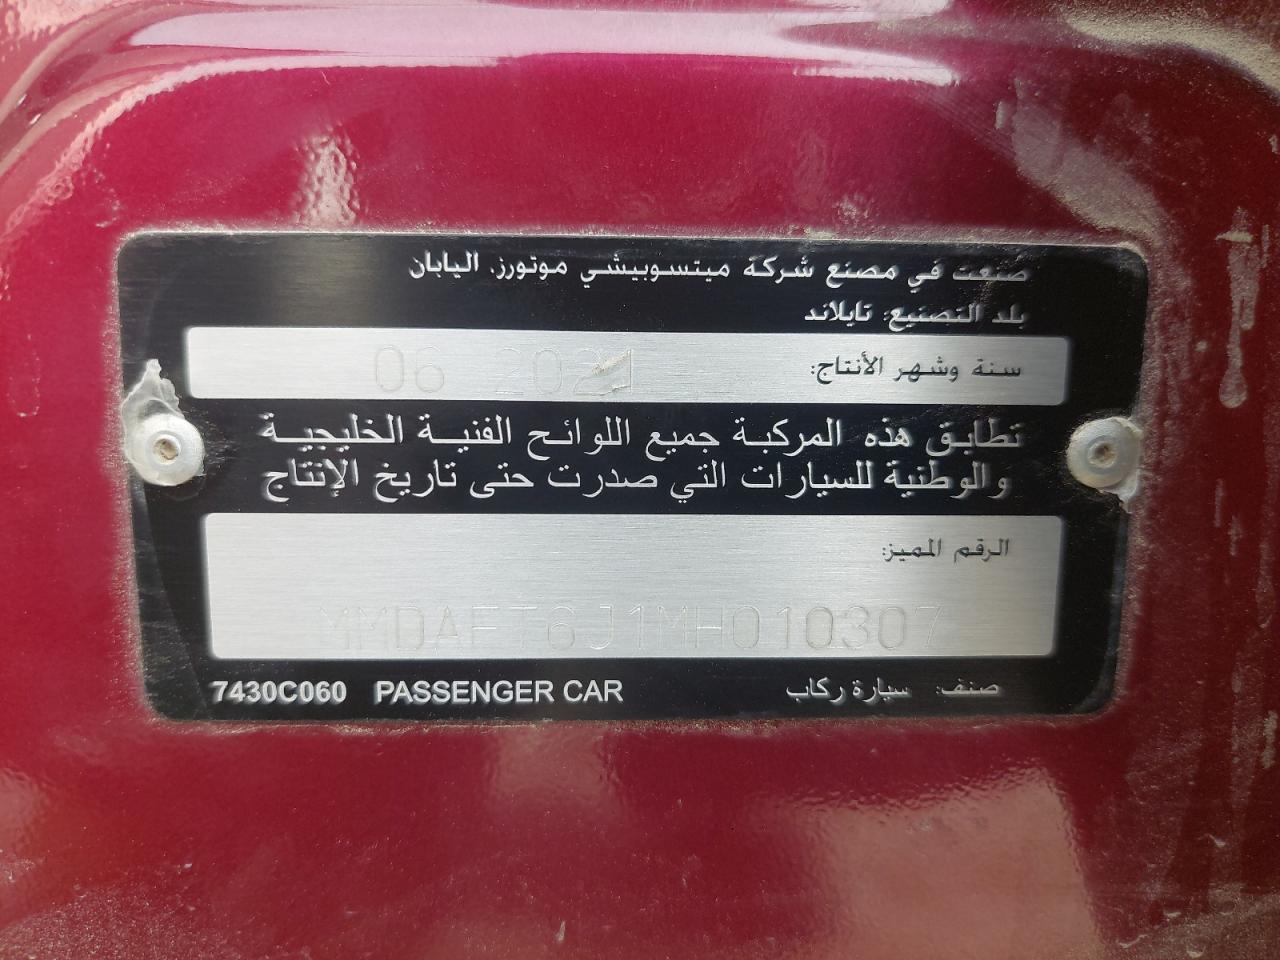 صنعت في مصنع شركة ميتسوبيشي موتورز. اليابان
بلد التصنيع: تايلاند
سنة وشهر الأنتاج: 06 2021
تطابق هذه المركبة جميع اللوائح الفنية الخليجية
والوطنية للسيارات التي صدرت حتى تاريخ الإنتاج
الرقم المميز:
MMDAFT6J1MH010307
صنف: سيارة ركاب PASSENGER CAR 7430C060